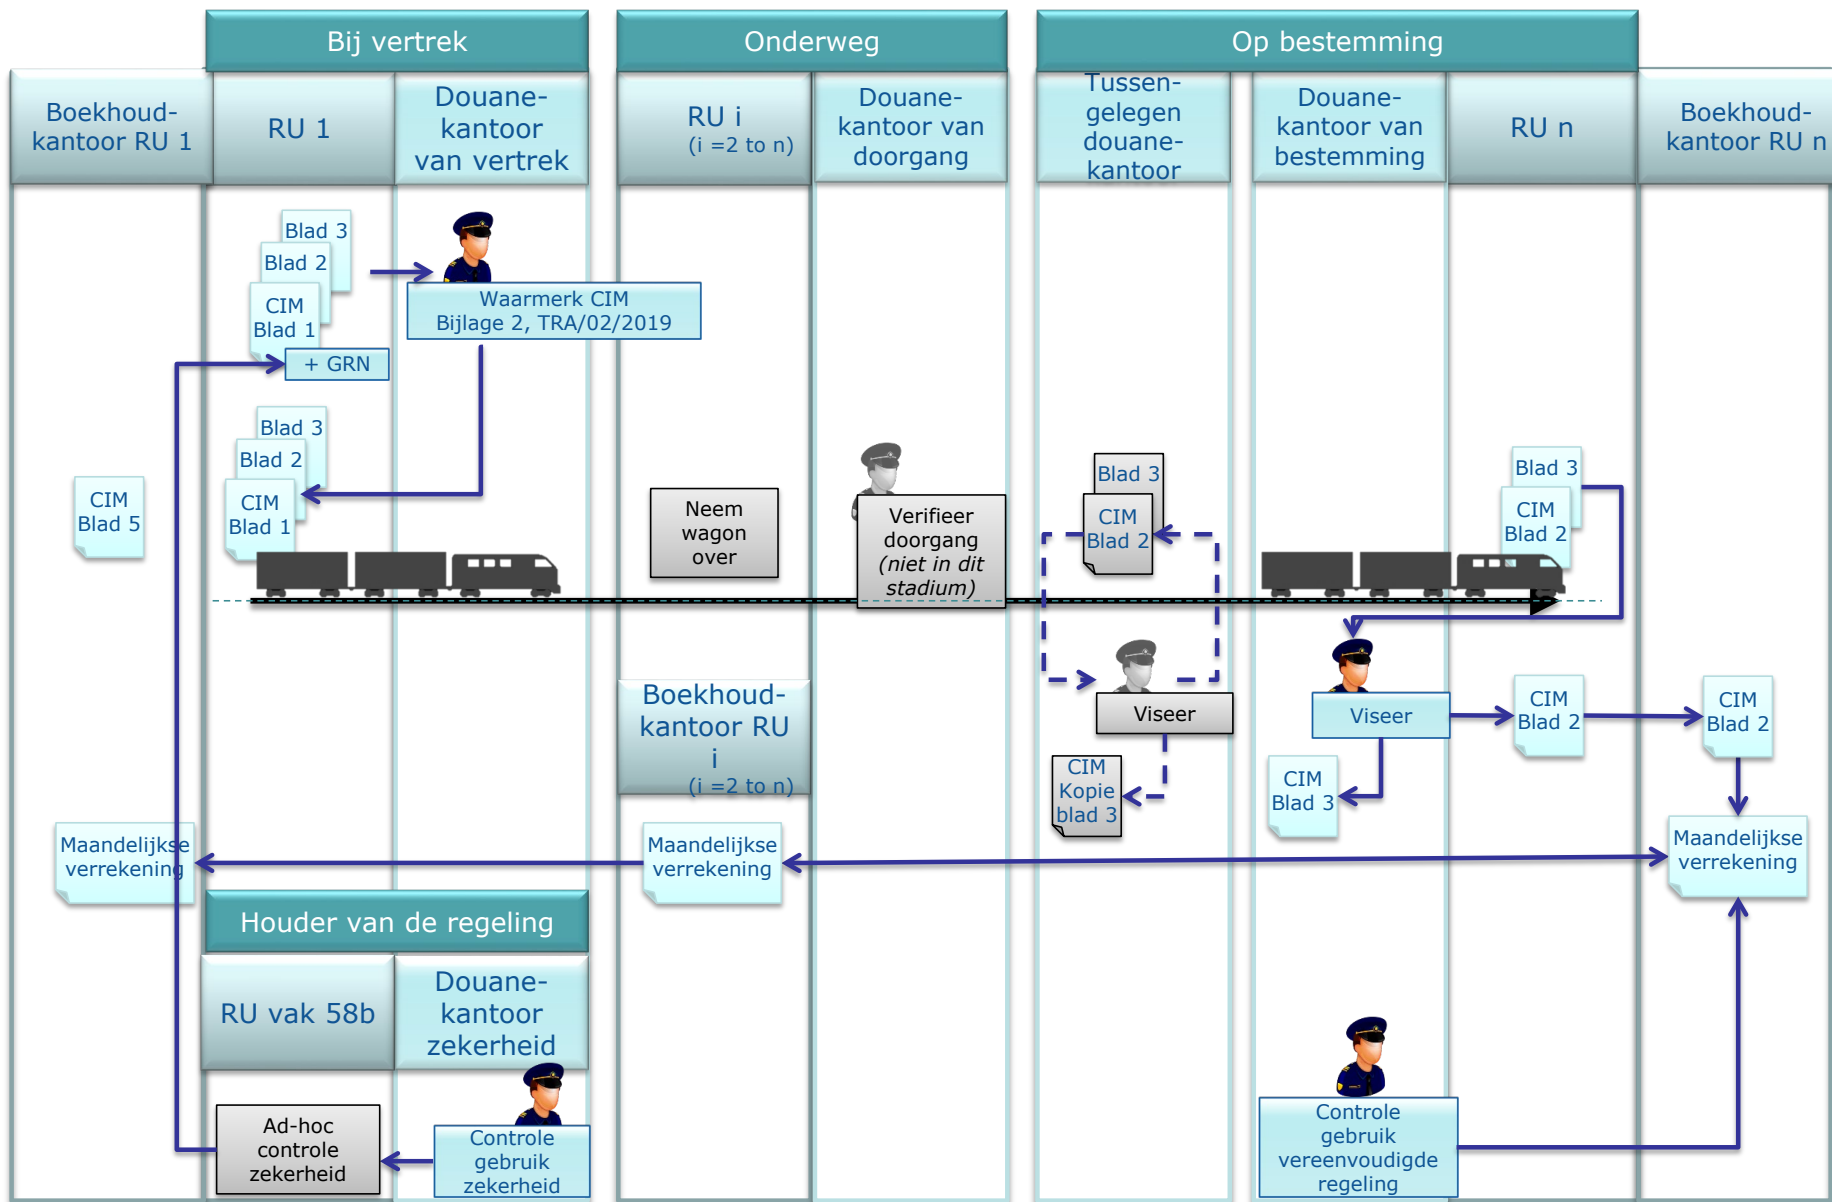 Bij vertrek
Onderweg
Op bestemming
Boekhoud-
kantoor RU 1
RU 1
Douane-
kantoor
van vertrek
RU i
(i =2 to n)
Douane-
kantoor van
doorgang
Tussen-
gelegen
douane-
kantoor
Douane-
kantoor van
bestemming
RU n
Boekhoud-
kantoor RU n
Blad 3
Blad 2
CIM
Blad 1
+ GRN
Waarmerk CIM
Bijlage 2, TRA/02/2019
Blad 3
Blad 2
CIM
Blad 1
CIM
Blad 5
Neem
wagon
over
Verifieer
doorgang
(niet in dit
stadium)
Blad 3
CIM
Blad 2
Blad 3
CIM
Blad 2
Boekhoud-
kantoor RU
i
(i =2 to n)
Viseer
CIM
Kopie
blad 3
Viseer
CIM
Blad 3
CIM
Blad 2
CIM
Blad 2
Maandelijkse
verrekening
Maandelijkse
verrekening
Maandelijkse
verrekening
Houder van de regeling
RU vak 58b
Douane-
kantoor
zekerheid
Ad-hoc
controle
zekerheid
Controle
gebruik
zekerheid
Controle
gebruik
vereenvoudigde
regeling